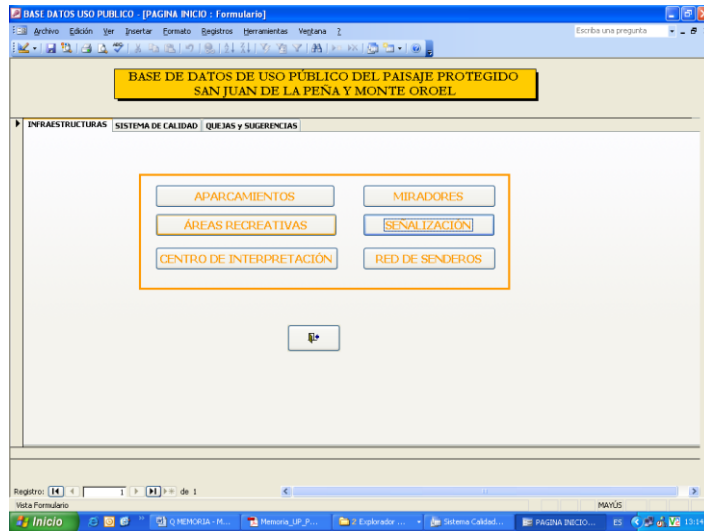 BASE DATOS USO PUBLICO - [PAGINA INICIO : Formulario]
Archivo Edición Ver Insertar Formato Registros Herramientas Ventana ?
Escriba una pregunta
BASE DE DATOS DE USO PÚBLICO DEL PAISAJE PROTEGIDO
SAN JUAN DE LA PEÑA Y MONTE OROEL
INFRAESTRUCTURAS SISTEMA DE CALIDAD QUEJAS y SUGERENCIAS
APARCAMIENTOS MIRADORES
ÁREAS RECREATIVAS SEÑALIZACIÓN
CENTRO DE INTERPRETACIÓN RED DE SENDEROS
Registro: 1 de 1
Vista Formulario MAYÚS
Inicio Q MEMORIA - M... Memoria_UP_P... 2 Explorador ... Sistema Calidad... PAGINA INICIO... ES 13:14